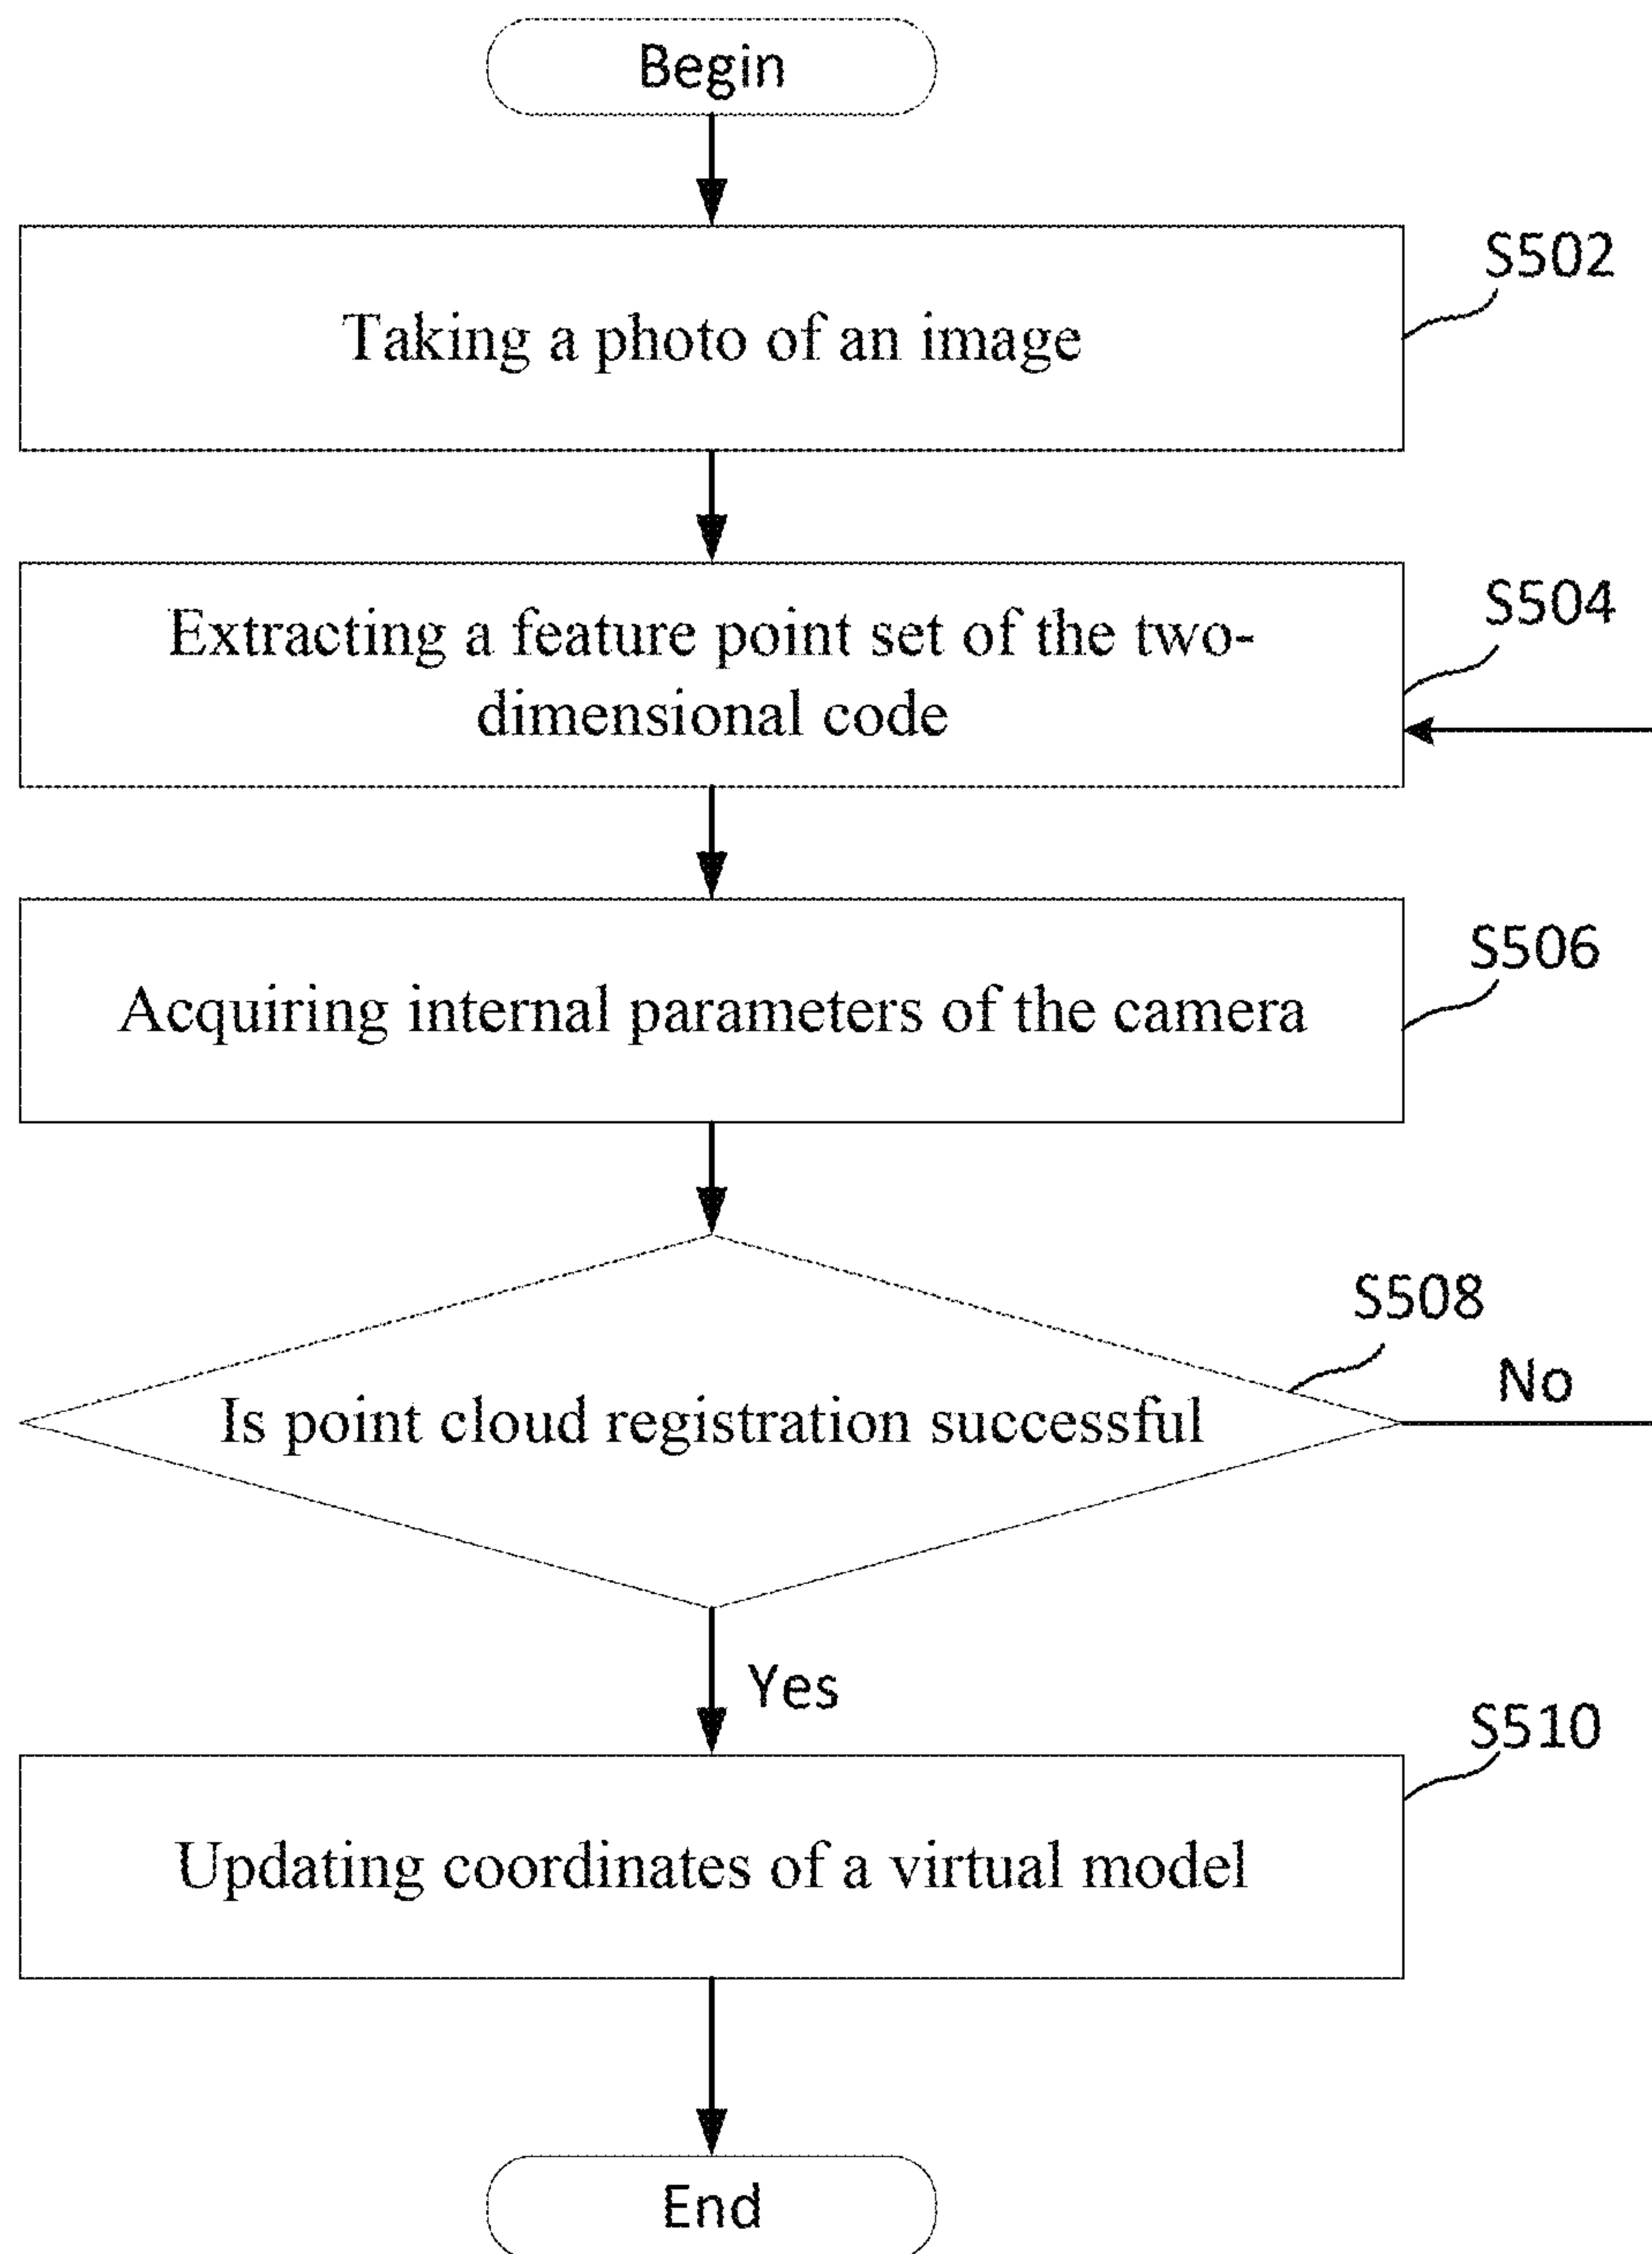 Begin
S502
Taking a photo of an image
S504
Extracting a feature point set of the two-
dimensional code
S506
Acquiring internal parameters of the camera
S508
No
Is point cloud registration successful
Yes
S510
Updating coordinates of a virtual model
End